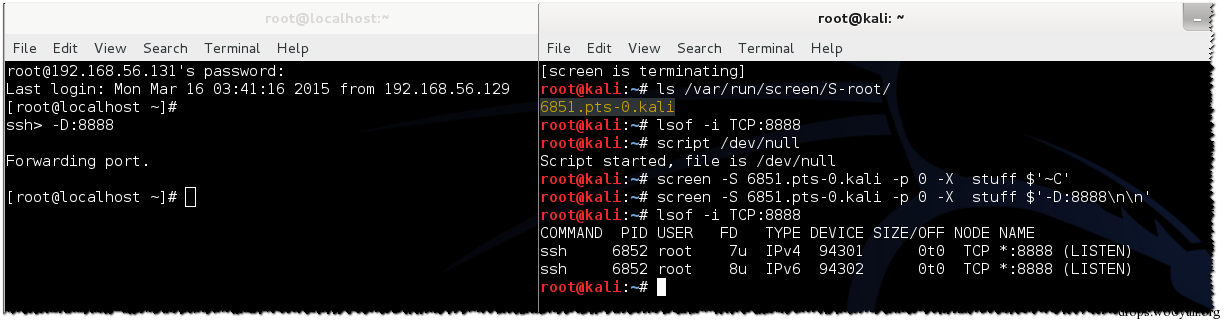 root@localhost:~
File Edit View Search Terminal Help
root@192.168.56.131's password:
Last login: Mon Mar 16 03:41:16 2015 from 192.168.56.129
[root@localhost ~]#
ssh> -D:8888
Forwarding port.
[root@localhost ~]#
root@kali: ~
File Edit View Search Terminal Help
[screen is terminating]
root@kali:~# ls /var/run/screen/S-root/
6851.pts-0.kali
root@kali:~# lsof -i TCP:8888
root@kali:~# script /dev/null
Script started, file is /dev/null
root@kali:~# screen -S 6851.pts-0.kali -p 0 -X  stuff $'~C'
root@kali:~# screen -S 6851.pts-0.kali -p 0 -X  stuff $'-D:8888\n\n'
root@kali:~# lsof -i TCP:8888
COMMAND  PID USER   FD   TYPE DEVICE SIZE/OFF NODE NAME
ssh     6852 root    7u  IPv4  94301      0t0  TCP *:8888 (LISTEN)
ssh     6852 root    8u  IPv6  94302      0t0  TCP *:8888 (LISTEN)
root@kali:~#
drops.wooyun.org